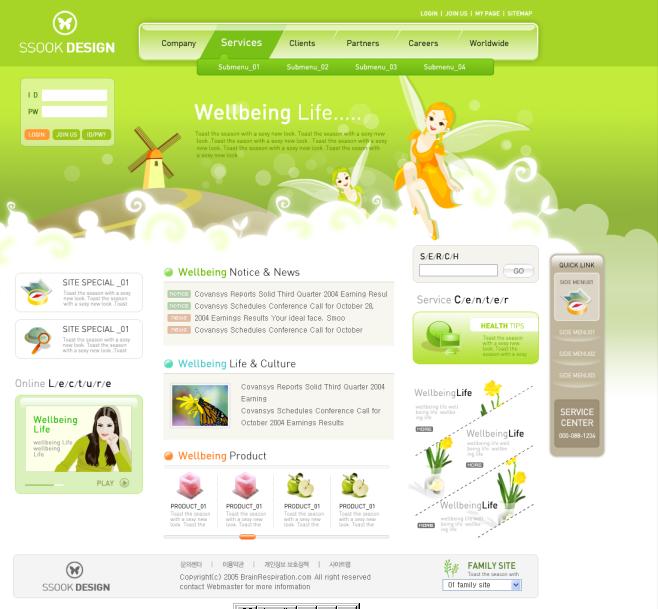 LOGIN | JOIN US | MY PAGE | SITEMAP
SSOOK DESIGN
Company Services Clients Partners Careers Worldwide
Submenu_01 Submenu_02 Submenu_03 Submenu_04
I D
PW
LOGIN JOIN US ID/PW?
Wellbeing Life.....
Toast the season with a sexy new look. Toast the season with a sexy new
look .Toast the season with a sexy new look. Toast the season with a sexy
new look. Toast the season with a sexy new look .Toast the season with
a sexy new look
S/E/R/C/H
GO
QUICK LINK
SIDE MENU01
SIDE MENU01
SIDE MENU02
SIDE MENU03
SERVICE
CENTER
000-088-1234
SITE SPECIAL _01
Toast the season with a sexy
new look. Toast the season
with a sexy new look. Toast
SITE SPECIAL _01
Toast the season with a sexy
new look. Toast the season
with a sexy new look. Toast
Online L/e/c/t/u/r/e
Wellbeing
Life
wellbeing life
wellbeing
life
PLAY
Wellbeing Notice & News
NOTICE Covansys Reports Solid Third Quarter 2004 Earning Resul
NOTICE Covansys Schedules Conference Call for October 28,
NEWS 2004 Earnings Results Your ideal face. Smoo
NEWS Covansys Schedules Conference Call for October
Wellbeing Life & Culture
Covansys Reports Solid Third Quarter 2004
Earning
Covansys Schedules Conference Call for
October 2004 Earnings Results
Wellbeing Product
PRODUCT_01 PRODUCT_01 PRODUCT_01 PRODUCT_01
Toast the season
with a sexy new
look. Toast the
Toast the season
with a sexy new
look. Toast the
Toast the season
with a sexy new
look. Toast the
Toast the season
with a sexy new
look. Toast the
Service C/e/n/t/e/r
HEALTH TIPS
Toast the season
with a sexy new
look. Toast the
season with a sexy
WellbeingLife
wellbeing life well
being life wellbe
ing life
MORE
WellbeingLife
wellbeing life well
being life wellbe
ing life
MORE
WellbeingLife
wellbeing life well
being life wellbe
ing life
MORE
SSOOK DESIGN
문의센터 | 이용약관 | 개인정보 보호정책 | 사이트맵
Copyright(c) 2005 BrainRespiration.com All right reserved
contact Webmaster for more information
FAMILY SITE
Toast the season with
01 family site